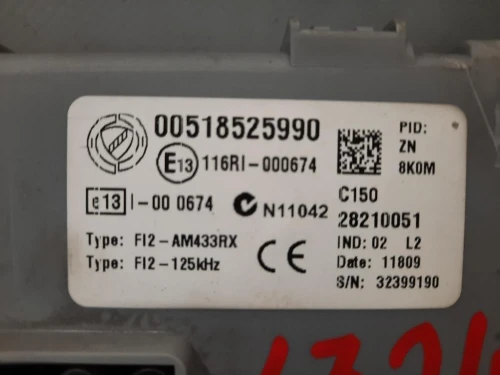 00518525990
E13 116RI-000674
e13 I-00 0674
N11042
Type: FI2-AM433RX
Type: FI2-125kHz
CE
PID:
ZN
8K0M
C150
28210051
IND: 02 L2
Date: 11809
S/N: 32399190